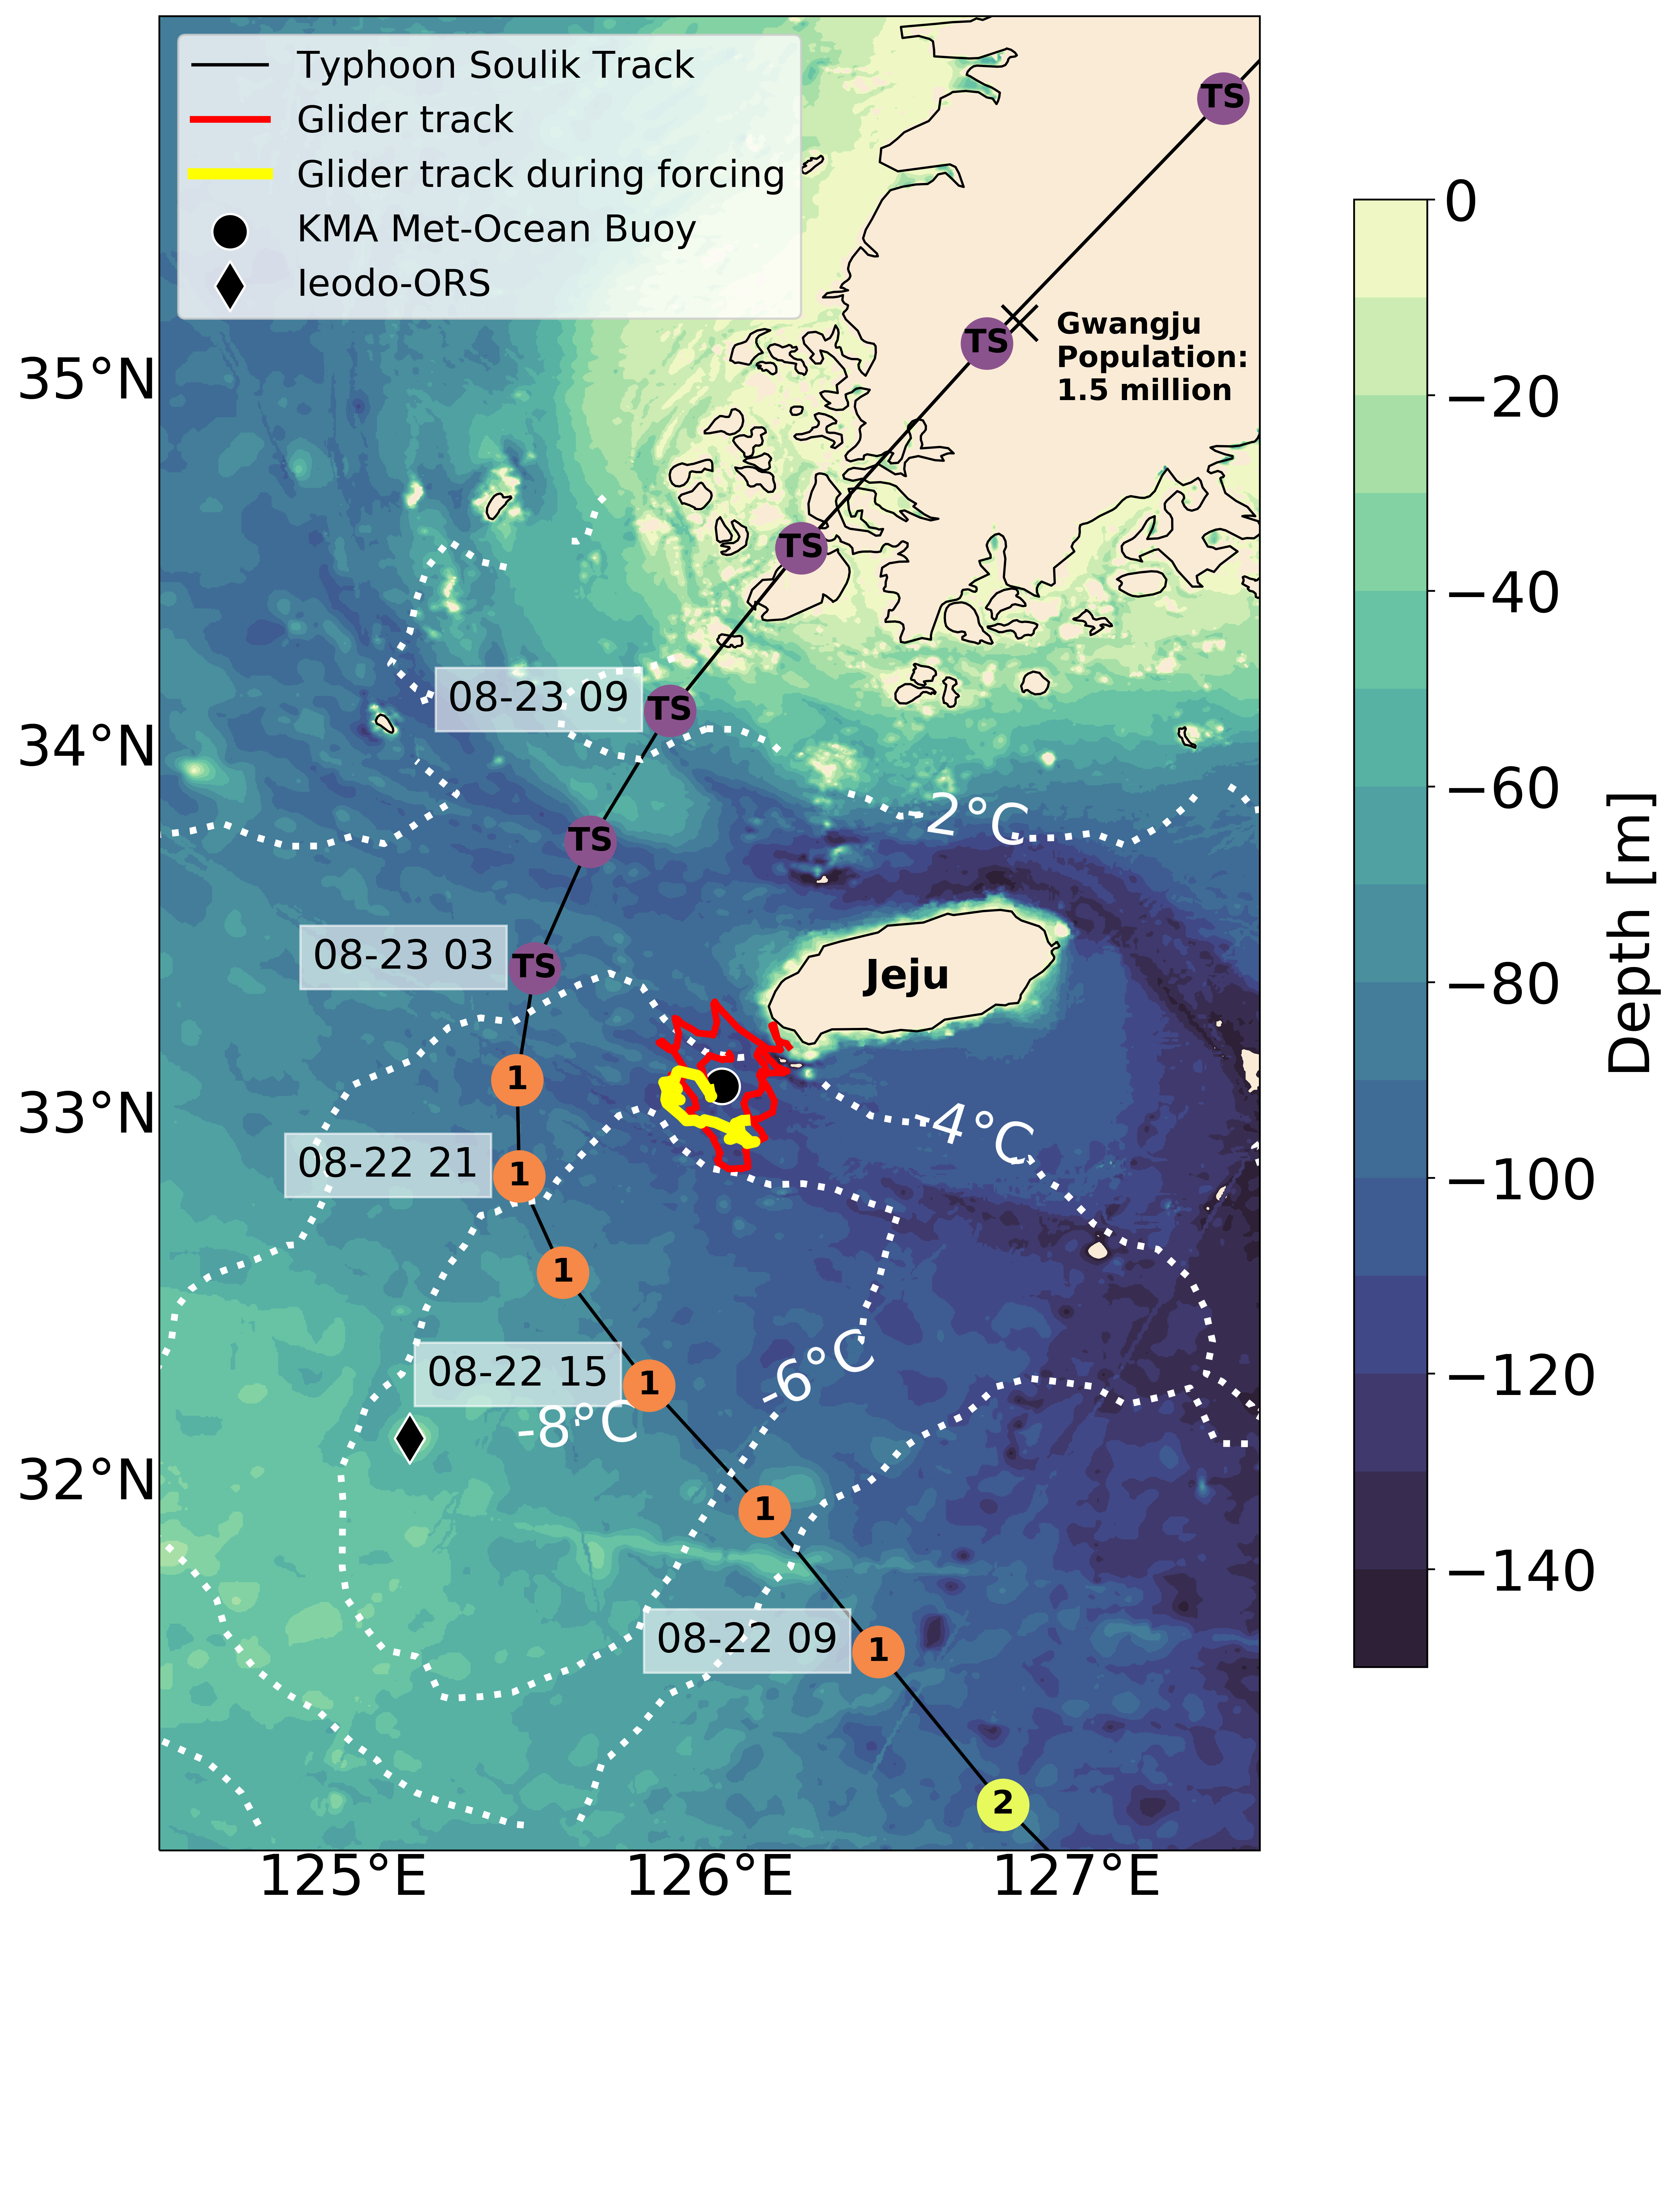 Typhoon Soulik Track
Glider track
Glider track during forcing
KMA Met-Ocean Buoy
Ieodo-ORS
TS
TS
Gwangju
Population:
1.5 million
TS
08-23 09
TS
-2°C
TS
08-23 03
TS
Jeju
1
-4°C
08-22 21
1
1
-6°C
08-22 15
1
-8°C
1
08-22 09
1
2
35°N
34°N
33°N
32°N
125°E
126°E
127°E
0
−20
−40
−60
−80
−100
−120
−140
Depth [m]